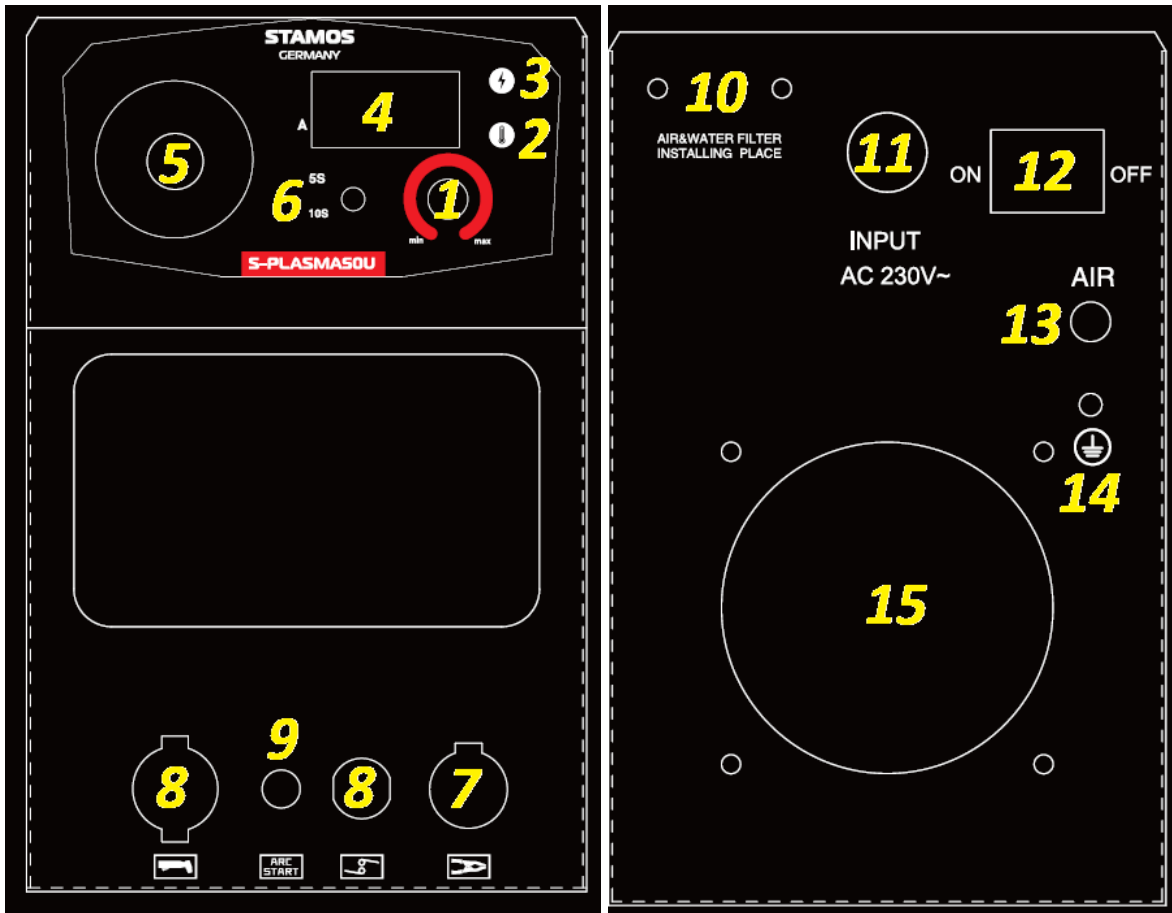 STAMOS
GERMANY
3
A
4
2
5
5S
6
10S
1
min
max
S-PLASMA50U
9
8
8
7
ARC
START
10
AIR&WATER FILTER
INSTALLING PLACE
11
ON
12
OFF
INPUT
AC 230V~
AIR
13
14
15